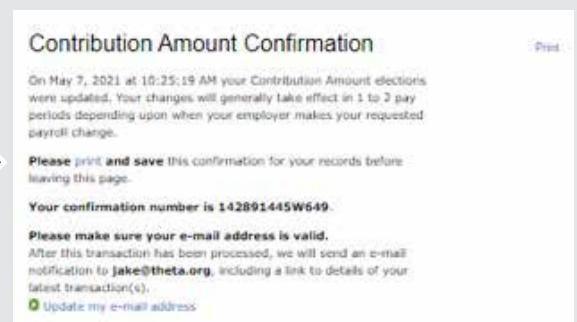 Contribution Amount Confirmation
Print
On May 7, 2021 at 10:25:19 AM your Contribution Amount elections
were updated. Your changes will generally take effect in 1 to 2 pay
periods depending upon when your employer makes your requested
payroll change.
Please print and save this confirmation for your records before
leaving this page.
Your confirmation number is 142891445W649.
Please make sure your e-mail address is valid.
After this transaction has been processed, we will send an e-mail
notification to jake@theta.org, including a link to details of your
latest transaction(s).
Update my e-mail address